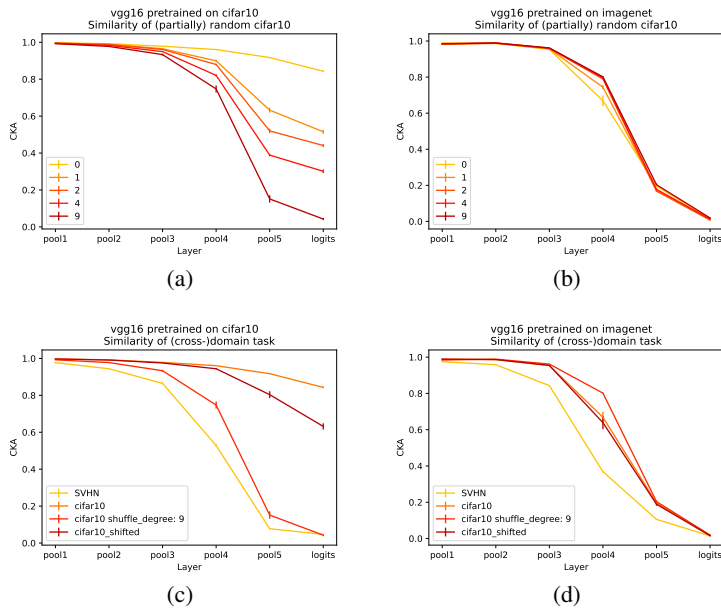 vgg16 pretrained on cifar10
Similarity of (partially) random cifar10
1.0
0.8
0.6
0.4
0.2
0.0
CKA
0
1
2
4
9
pool1 pool2 pool3 pool4 pool5 logits
Layer
(a)
vgg16 pretrained on imagenet
Similarity of (partially) random cifar10
1.0
0.8
0.6
0.4
0.2
0.0
CKA
0
1
2
4
9
pool1 pool2 pool3 pool4 pool5 logits
Layer
(b)
vgg16 pretrained on cifar10
Similarity of (cross-)domain task
1.0
0.8
0.6
0.4
0.2
0.0
CKA
SVHN
cifar10
cifar10 shuffle_degree: 9
cifar10_shifted
pool1 pool2 pool3 pool4 pool5 logits
Layer
(c)
vgg16 pretrained on imagenet
Similarity of (cross-)domain task
1.0
0.8
0.6
0.4
0.2
0.0
CKA
SVHN
cifar10
cifar10 shuffle_degree: 9
cifar10_shifted
pool1 pool2 pool3 pool4 pool5 logits
Layer
(d)